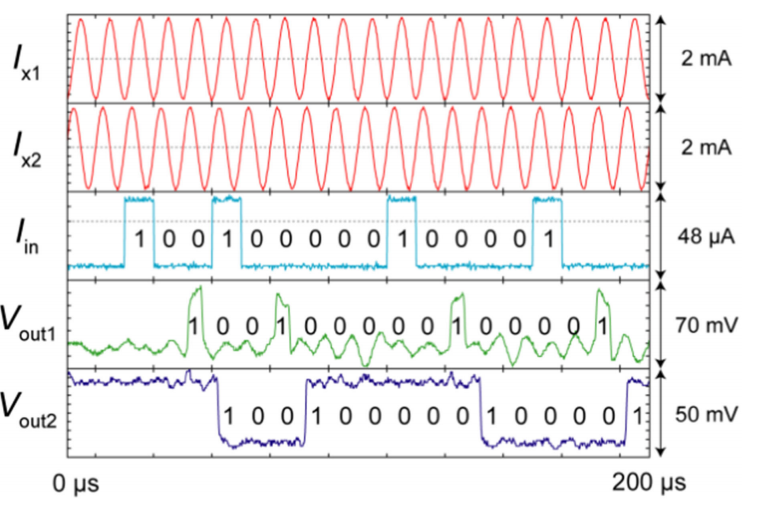 Ix1 2 mA
Ix2 2 mA
Iin 1 0 0 1 0 0 0 0 0 1 0 0 0 0 1 48 μA
Vout1 1 0 0 1 0 0 0 0 0 1 0 0 0 0 1 70 mV
Vout2 1 0 0 1 0 0 0 0 0 1 0 0 0 0 1 50 mV
0 μs 200 μs